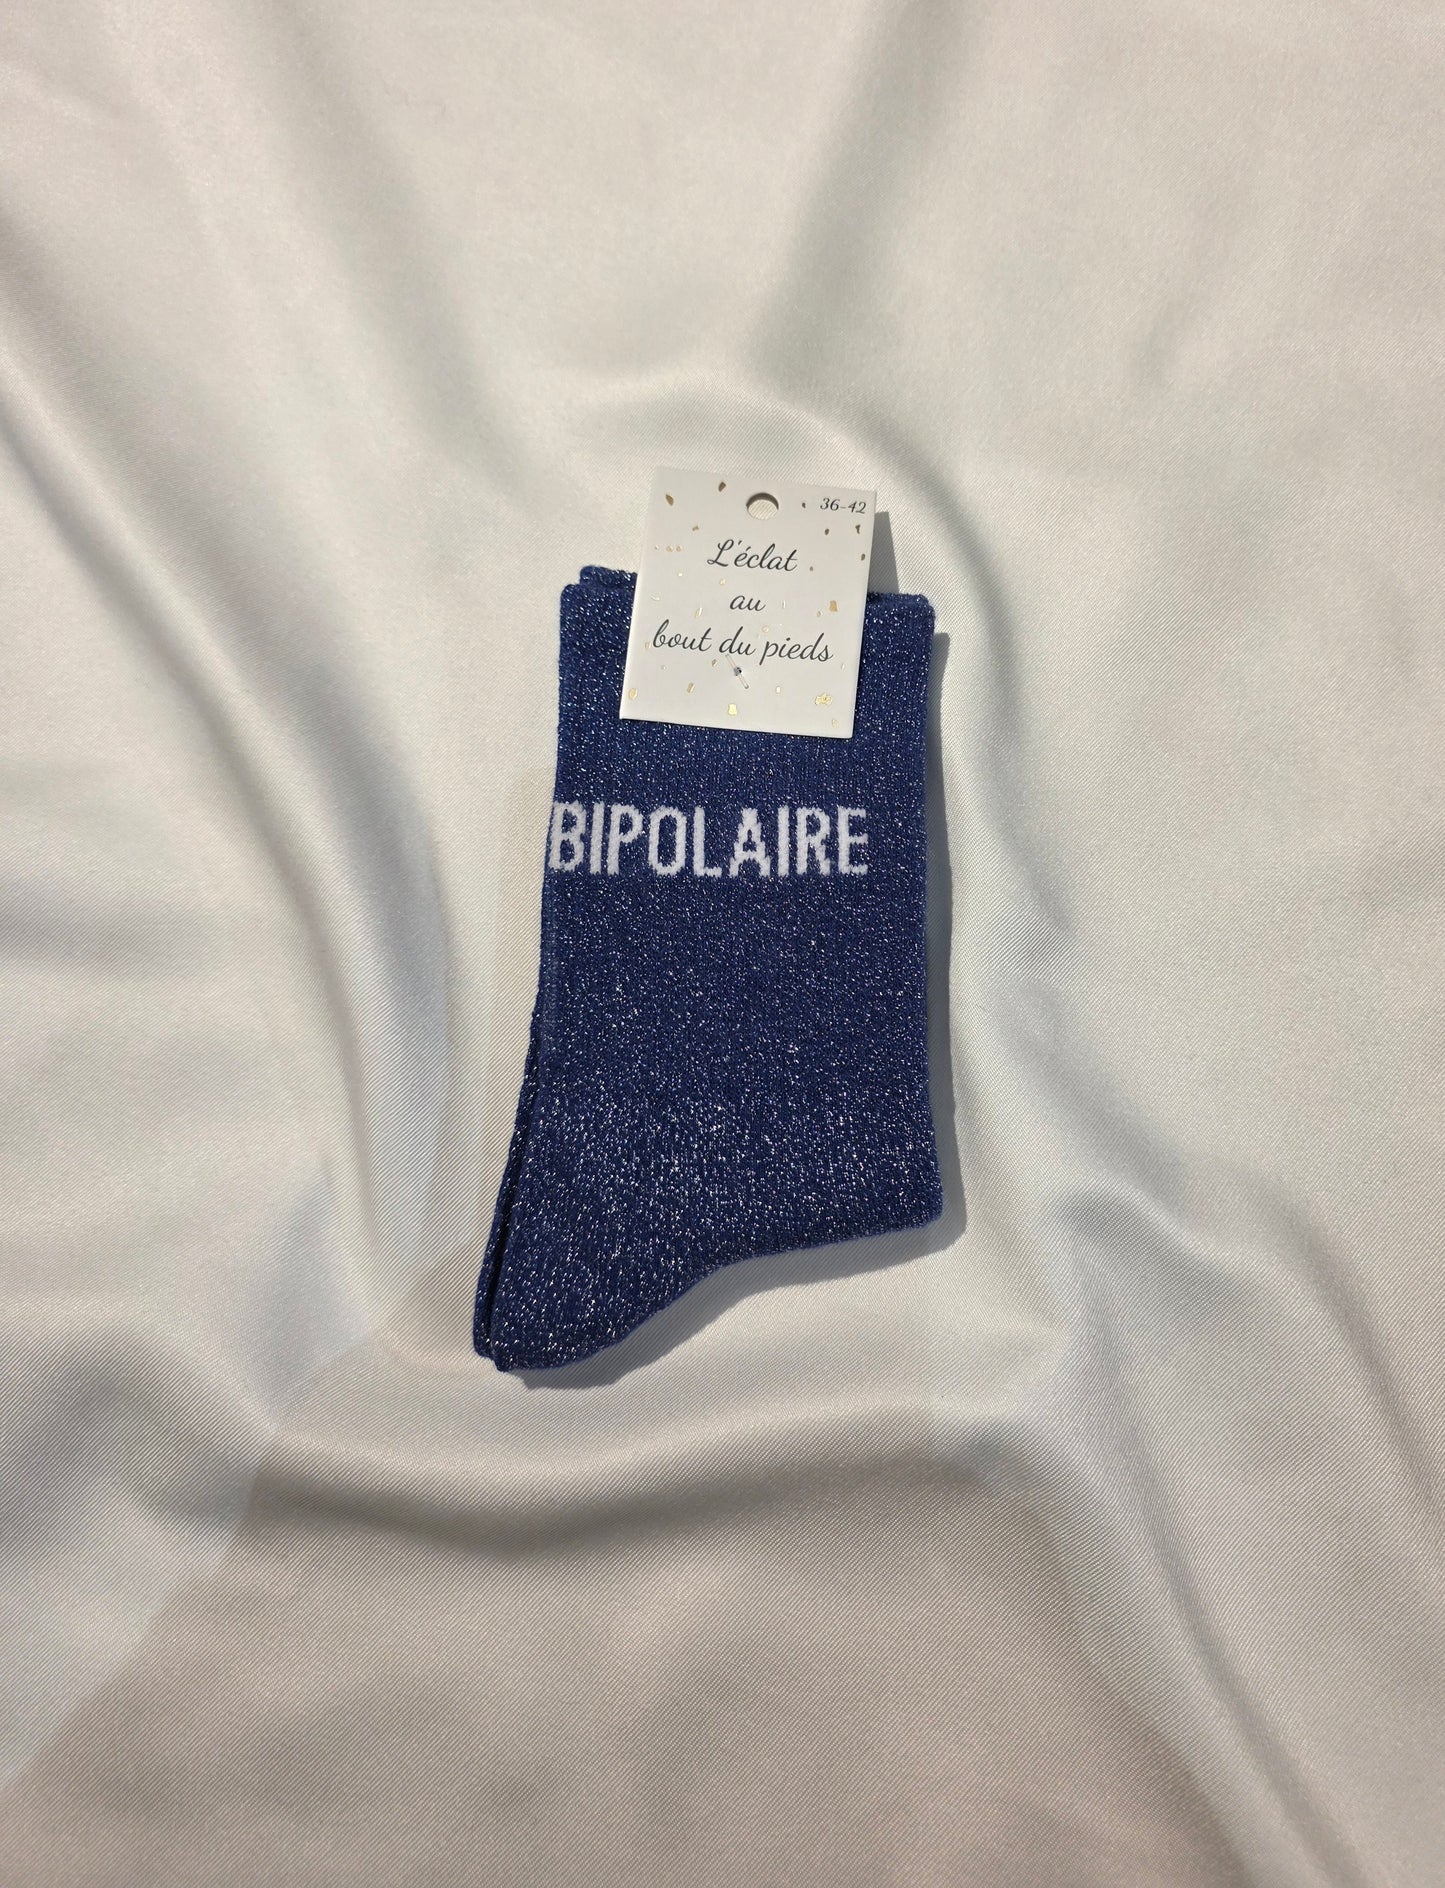 36-42
L'éclat
au
bout du pieds
BIPOLAIRE